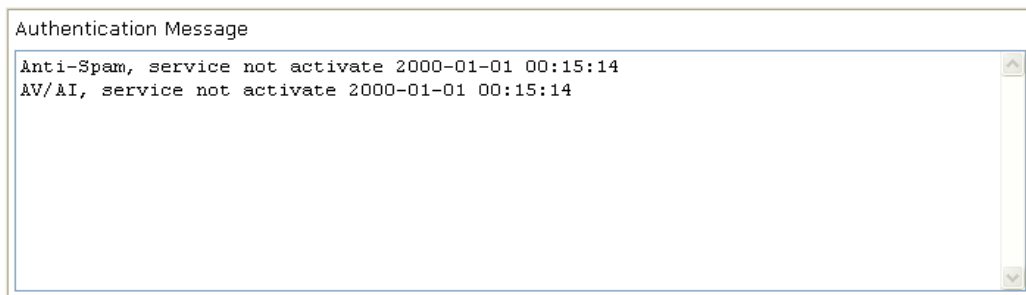 Authentication Message
Anti-Spam, service not activate 2000-01-01 00:15:14
AV/AI, service not activate 2000-01-01 00:15:14